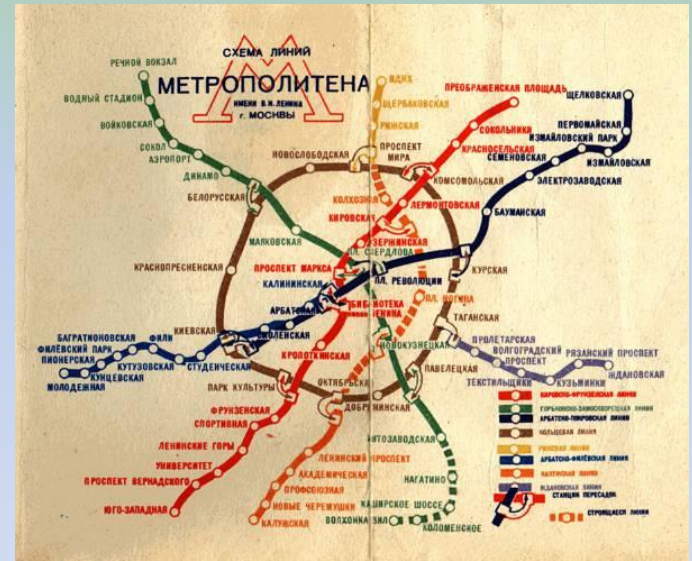 СХЕМА ЛИНИЙ
МЕТРОПОЛИТЕНА
ИМЕНИ В.И.ЛЕНИНА
г. МОСКВЫ
РЕЧНОЙ ВОКЗАЛ
ВОДНЫЙ СТАДИОН
ВОЙКОВСКАЯ
СОКОЛ
АЭРОПОРТ
ДИНАМО
БЕЛОРУССКАЯ
НОВОСЛОБОДСКАЯ
ВДНХ
ЩЕРБАКОВСКАЯ
РИЖСКАЯ
ПРОСПЕКТ
МИРА
ПРЕОБРАЖЕНСКАЯ ПЛОЩАДЬ
СОКОЛЬНИКИ
КРАСНОСЕЛЬСКАЯ
КОМСОМОЛЬСКАЯ
ЛЕРМОНТОВСКАЯ
ЩЕЛКОВСКАЯ
ПЕРВОМАЙСКАЯ
ИЗМАЙЛОВСКИЙ ПАРК
ИЗМАЙЛОВСКАЯ
СЕМЕНОВСКАЯ
ЭЛЕКТРОЗАВОДСКАЯ
БАУМАНСКАЯ
КУРСКАЯ
КОЛХОЗНАЯ
КИРОВСКАЯ
ДЗЕРЖИНСКАЯ
ПЛ. СВЕРДЛОВА
МАЯКОВСКАЯ
ПРОСПЕКТ МАРКСА
КАЛИНИНСКАЯ
ПЛ. РЕВОЛЮЦИИ
КРАСНОПРЕСНЕНСКАЯ
АРБАТСКАЯ
БИБЛИОТЕКА
ЛЕНИНА
ПЛ. НОГИНА
ТАГАНСКАЯ
КИЕВСКАЯ
СМОЛЕНСКАЯ
БАГРАТИОНОВСКАЯ
ФИЛИ
ФИЛЁВСКИЙ ПАРК
ПИОНЕРСКАЯ
КУТУЗОВСКАЯ
СТУДЕНЧЕСКАЯ
КУНЦЕВСКАЯ
МОЛОДЕЖНАЯ
КРОПОТКИНСКАЯ
НОВОКУЗНЕЦКАЯ
ПРОЛЕТАРСКАЯ
ВОЛГОГРАДСКИЙ
ПРОСПЕКТ
РЯЗАНСКИЙ ПРОСПЕКТ
ТЕКСТИЛЬЩИКИ
КУЗЬМИНКИ
ЖДАНОВСКАЯ
ПАРК КУЛЬТУРЫ
ОКТЯБРЬСКАЯ
ПАВЕЛЕЦКАЯ
ДОБРЫНИНСКАЯ
ФРУНЗЕНСКАЯ
СПОРТИВНАЯ
ЛЕНИНСКИЕ ГОРЫ
УНИВЕРСИТЕТ
ПРОСПЕКТ ВЕРНАДСКОГО
ЮГО-ЗАПАДНАЯ
ЛЕНИНСКИЙ ПРОСПЕКТ
АКАДЕМИЧЕСКАЯ
ПРОФСОЮЗНАЯ
НОВЫЕ ЧЕРЕМУШКИ
КАЛУЖСКАЯ
АВТОЗАВОДСКАЯ
НАГАТИНО
КАШИРСКОЕ ШОССЕ
КОЛОМЕНСКОЕ
КИРОВСКО-ФРУНЗЕНСКАЯ ЛИНИЯ
ГОРЬКОВСКО-ЗАМОСКВОРЕЦКАЯ ЛИНИЯ
АРБАТСКО-ПОКРОВСКАЯ ЛИНИЯ
КОЛЬЦЕВАЯ ЛИНИЯ
РИЖСКАЯ ЛИНИЯ
АРБАТСКО-ФИЛЕВСКАЯ ЛИНИЯ
КАЛУЖСКАЯ ЛИНИЯ
ЖДАНОВСКАЯ ЛИНИЯ
СТАНЦИИ ПЕРЕСАДОК
СТРОЯЩИЕСЯ ЛИНИИ